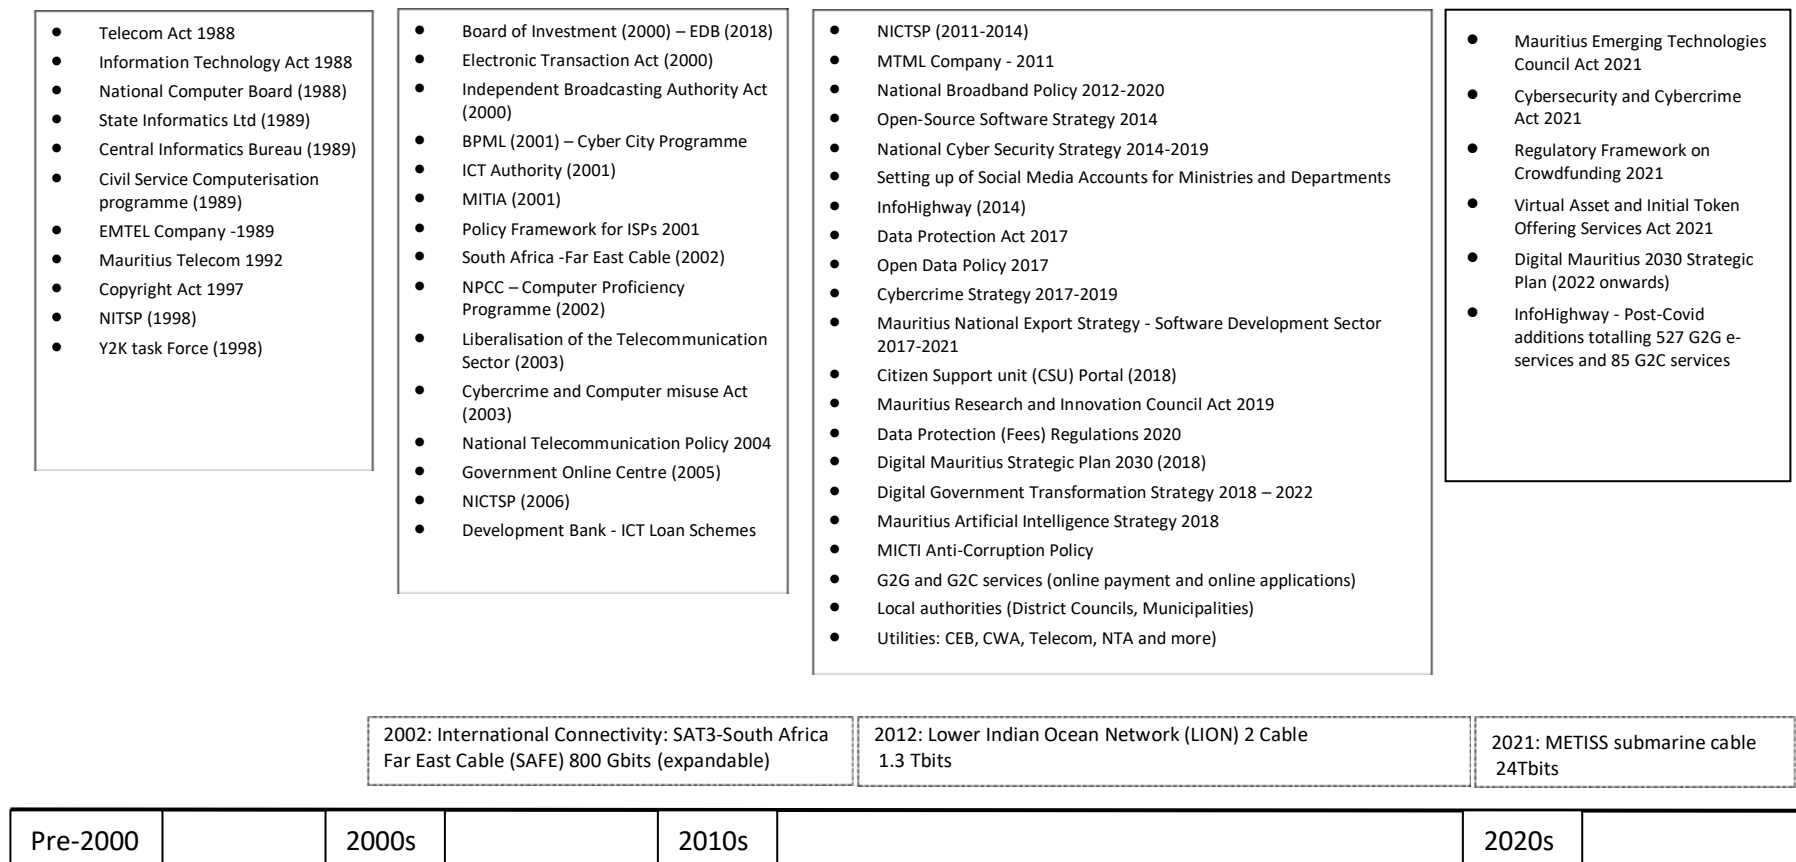 ● Telecom Act 1988
● Information Technology Act 1988
● National Computer Board (1988)
● State Informatics Ltd (1989)
● Central Informatics Bureau (1989)
● Civil Service Computerisation
programme (1989)
● EMTEL Company -1989
● Mauritius Telecom 1992
● Copyright Act 1997
● NITSP (1998)
● Y2K task Force (1998)
● Board of Investment (2000) – EDB (2018)
● Electronic Transaction Act (2000)
● Independent Broadcasting Authority Act
(2000)
● BPML (2001) – Cyber City Programme
● ICT Authority (2001)
● MITIA (2001)
● Policy Framework for ISPs 2001
● South Africa -Far East Cable (2002)
● NPCC – Computer Proficiency
Programme (2002)
● Liberalisation of the Telecommunication
Sector (2003)
● Cybercrime and Computer misuse Act
(2003)
● National Telecommunication Policy 2004
● Government Online Centre (2005)
● NICTSP (2006)
● Development Bank - ICT Loan Schemes
● NICTSP (2011-2014)
● MTML Company - 2011
● National Broadband Policy 2012-2020
● Open-Source Software Strategy 2014
● National Cyber Security Strategy 2014-2019
● Setting up of Social Media Accounts for Ministries and Departments
● InfoHighway (2014)
● Data Protection Act 2017
● Open Data Policy 2017
● Cybercrime Strategy 2017-2019
● Mauritius National Export Strategy - Software Development Sector
2017-2021
● Citizen Support unit (CSU) Portal (2018)
● Mauritius Research and Innovation Council Act 2019
● Data Protection (Fees) Regulations 2020
● Digital Mauritius Strategic Plan 2030 (2018)
● Digital Government Transformation Strategy 2018 – 2022
● Mauritius Artificial Intelligence Strategy 2018
● MICTI Anti-Corruption Policy
● G2G and G2C services (online payment and online applications)
● Local authorities (District Councils, Municipalities)
● Utilities: CEB, CWA, Telecom, NTA and more)
● Mauritius Emerging Technologies
Council Act 2021
● Cybersecurity and Cybercrime
Act 2021
● Regulatory Framework on
Crowdfunding 2021
● Virtual Asset and Initial Token
Offering Services Act 2021
● Digital Mauritius 2030 Strategic
Plan (2022 onwards)
● InfoHighway - Post-Covid
additions totalling 527 G2G e-
services and 85 G2C services
2002: International Connectivity: SAT3-South Africa
Far East Cable (SAFE) 800 Gbits (expandable)
2012: Lower Indian Ocean Network (LION) 2 Cable
1.3 Tbits
2021: METISS submarine cable
24Tbits
Pre-2000
2000s
2010s
2020s